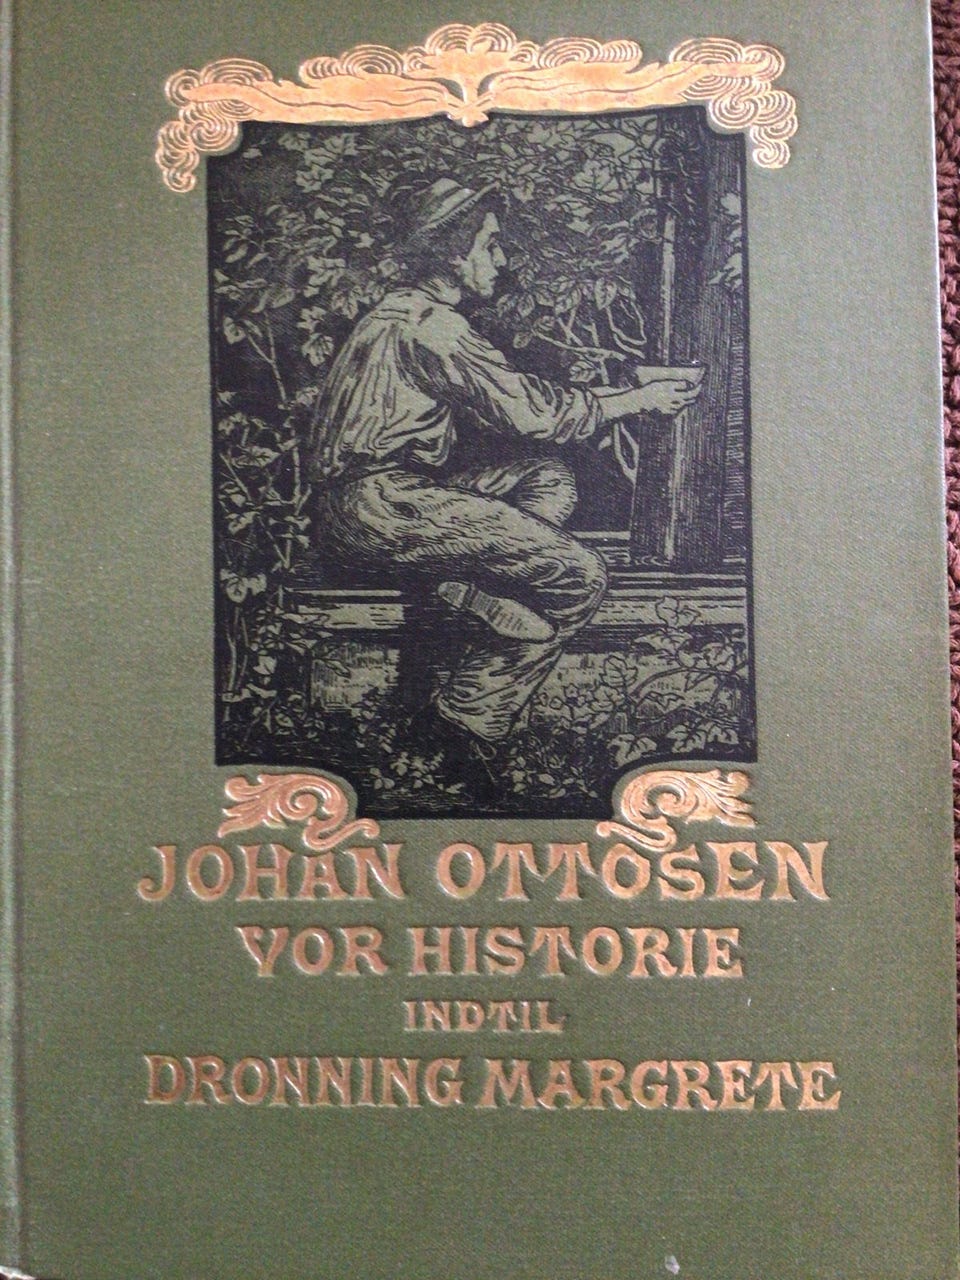 JOHAN OTTOSEN
VOR HISTORIE
INDTIL
DRONNING MARGRETE